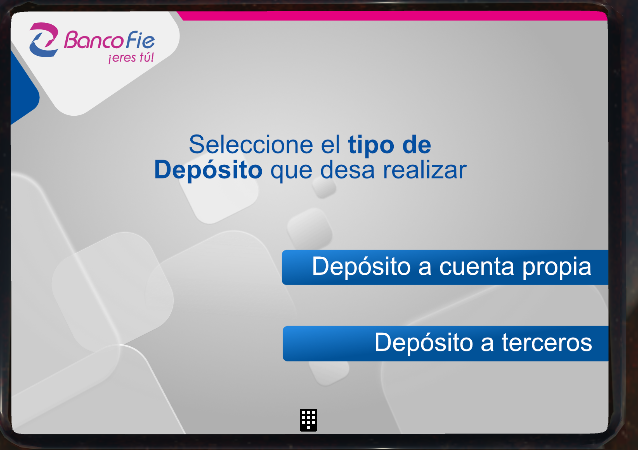 Banco Fie
¡eres tú!
Seleccione el tipo de
Depósito que desa realizar
Depósito a cuenta propia
Depósito a terceros